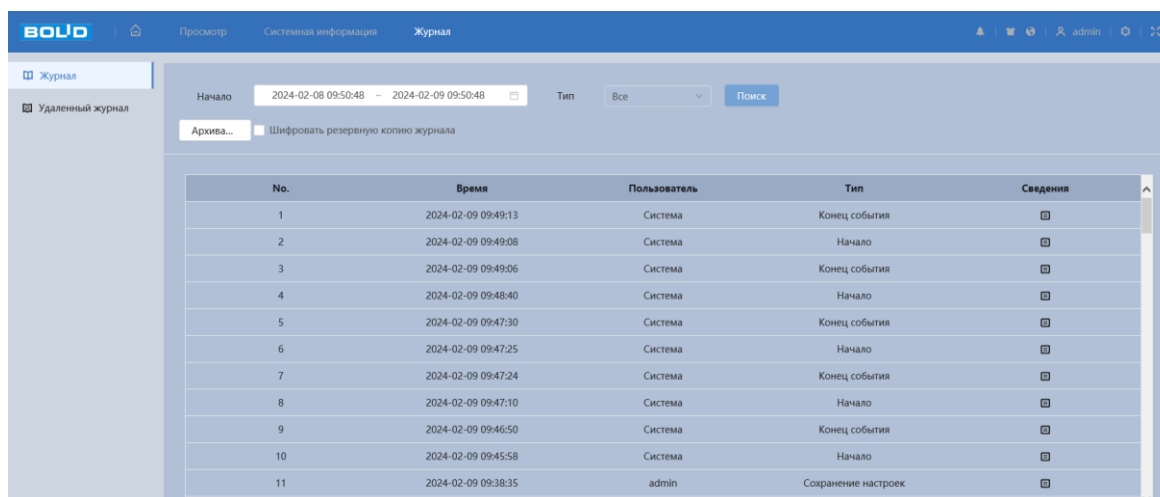 BOLID Просмотр Системная информация Журнал admin
Журнал
Удаленный журнал
Начало 2024-02-08 09:50:48 ~ 2024-02-09 09:50:48 Тип Все Поиск
Архива... Шифровать резервную копию журнала
No. Время Пользователь Тип Сведения
1 2024-02-09 09:49:13 Система Конец события
2 2024-02-09 09:49:08 Система Начало
3 2024-02-09 09:49:06 Система Конец события
4 2024-02-09 09:48:40 Система Начало
5 2024-02-09 09:47:30 Система Конец события
6 2024-02-09 09:47:25 Система Начало
7 2024-02-09 09:47:24 Система Конец события
8 2024-02-09 09:47:10 Система Начало
9 2024-02-09 09:46:50 Система Конец события
10 2024-02-09 09:45:58 Система Начало
11 2024-02-09 09:38:35 admin Сохранение настроек